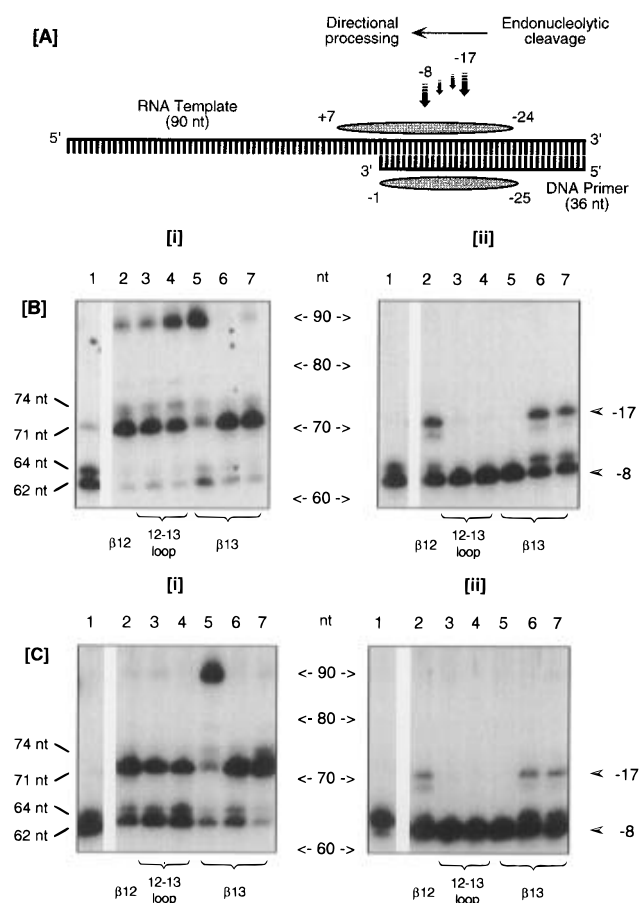 [A]
Directional processing
Endonucleolytic cleavage
-8
-17
RNA Template (90 nt)
+7
-24
5'
3'
3'
5'
-1
-25
DNA Primer (36 nt)
[i]
[ii]
1 2 3 4 5 6 7 nt 1 2 3 4 5 6 7
[B]
<- 90 ->
<- 80 ->
74 nt
71 nt
<- 70 ->
-17
64 nt
62 nt
<- 60 ->
-8
β12 12-13 loop β13
β12 12-13 loop β13
[i]
[ii]
1 2 3 4 5 6 7 nt 1 2 3 4 5 6 7
[C]
<- 90 ->
<- 80 ->
74 nt
71 nt
<- 70 ->
-17
64 nt
62 nt
<- 60 ->
-8
β12 12-13 loop β13
β12 12-13 loop β13